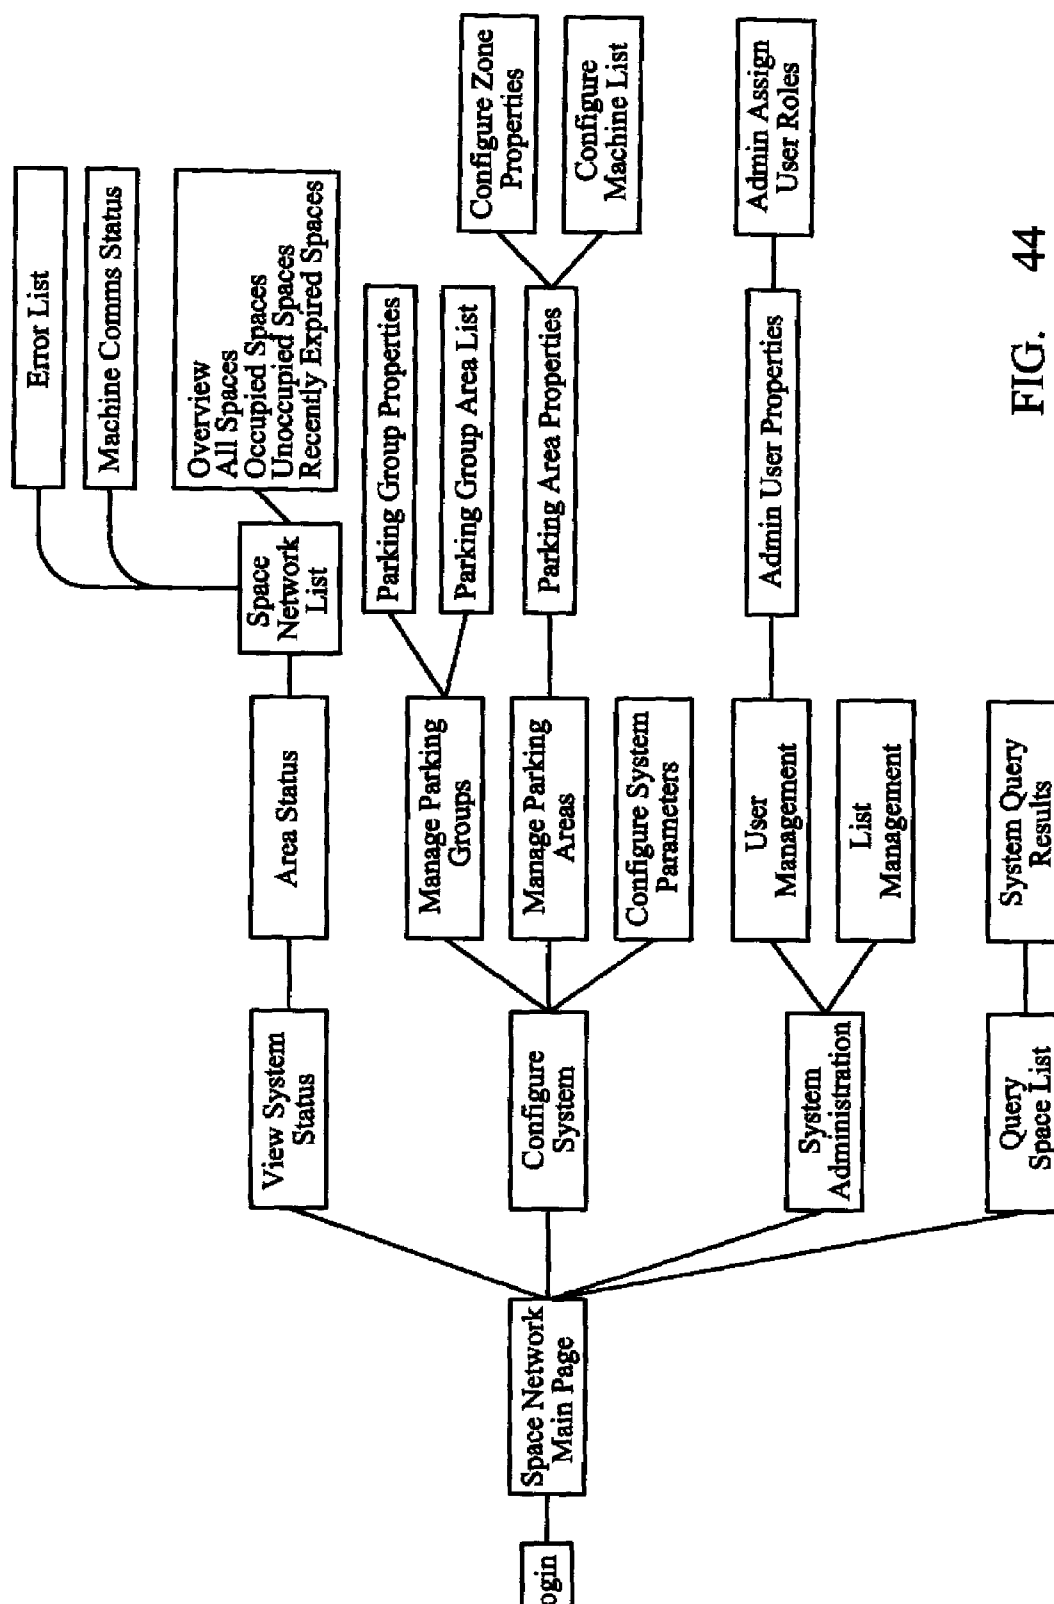 Error List
Machine Comms Status
Overview
All Spaces
Occupied Spaces
Unoccupied Spaces
Recently Expired Spaces
Space
Network
List
Area Status
View System
Status
Configure Zone
Properties
Configure
Machine List
Parking Group Properties
Parking Group Area List
Parking Area Properties
Manage Parking
Groups
Manage Parking
Areas
Configure System
Parameters
Configure
System
Admin Assign
User Roles
Admin User Properties
User
Management
List
Management
System
Administration
System Query
Results
Query
Space List
Space Network
Main Page
ogin
FIG. 44